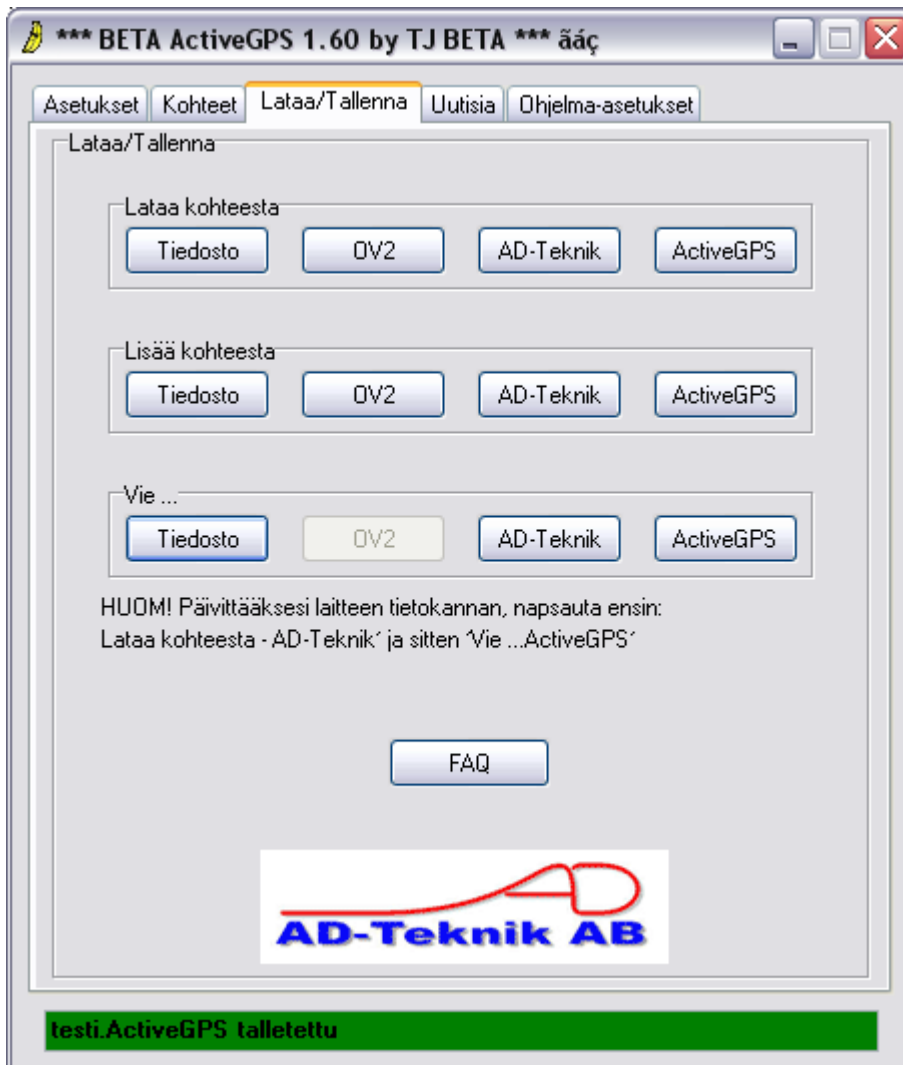 *** BETA ActiveGPS 1.60 by TJ BETA *** ãáç
Asetukset Kohteet Lataa/Tallenna Uutisia Ohjelma-asetukset
Lataa/Tallenna
Lataa kohteesta
Tiedosto OV2 AD-Teknik ActiveGPS
Lisää kohteesta
Tiedosto OV2 AD-Teknik ActiveGPS
Vie ...
Tiedosto OV2 AD-Teknik ActiveGPS
HUOM! Päivittääksesi laitteen tietokannan, napsauta ensin:
Lataa kohteesta - AD-Teknik´ ja sitten ´Vie ...ActiveGPS´
FAQ
AD
AD-Teknik AB
testi.ActiveGPS talletettu